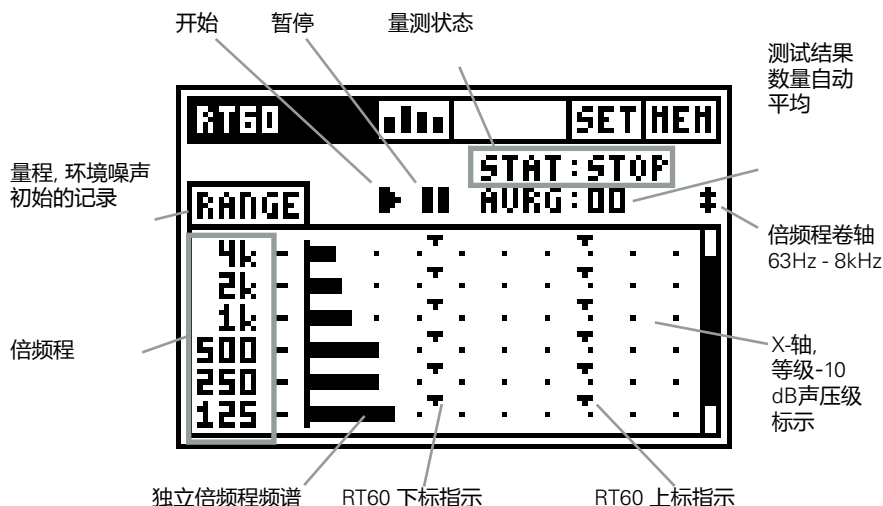 开始
暂停
量测状态
测试结果
数量自动
平均
RT60
SET
MEM
量程, 环境噪声
初始的记录
STAT:STOP
RANGE
AVRG:00
倍频程卷轴
63Hz - 8kHz
4k
2k
1k
500
250
125
倍频程
X-轴,
等级-10
dB声压级
标示
独立倍频程频谱
RT60 下标指示
RT60 上标指示